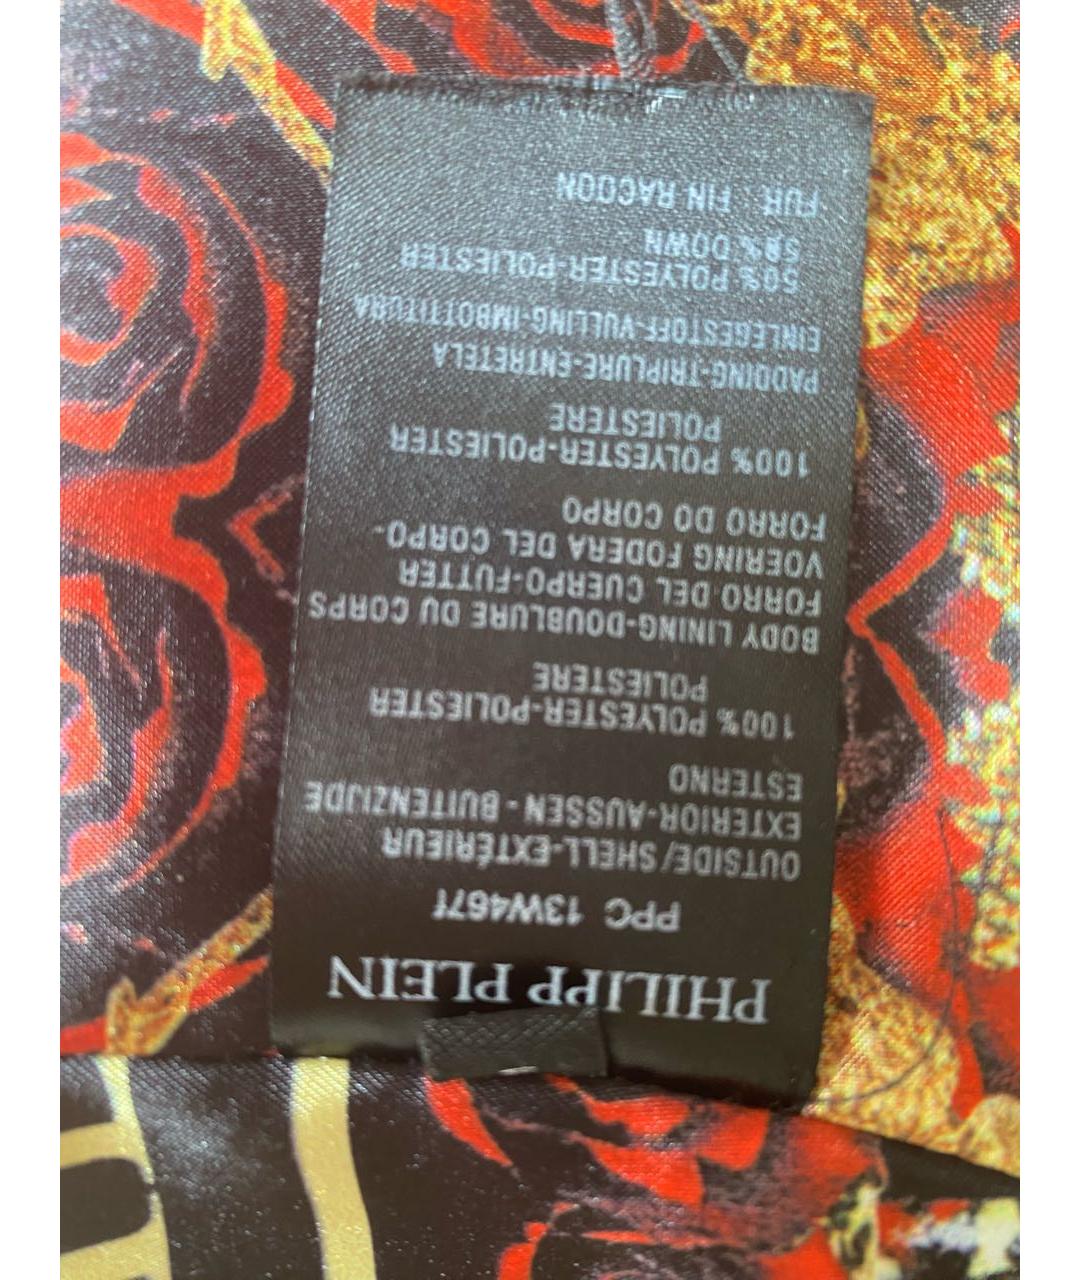 PHILIPP PLEIN
PPC 13W467f
OUTSIDE/SHELL-EXTÉRIEUR
EXTERIOR-AUSSEN-BUITENZIJDE
ESTERNO
100% POLYESTER-POLIESTER
POLIESTERE
BODY LINING-DOUBLURE DU CORPS
FORRO DEL CUERPO-FUTTER
VOERING FODERA DEL CORPO-
FORRO DO CORPO
100% POLYESTER-POLIESTER
POLIESTERE
PADDING-TRIPLURE-ENTRETELA
EINLEGESTOFF-VULLING-IMBOTTITURA
50% POLYESTER-POLIESTER
50% DOWN
FUR FIN RACOON